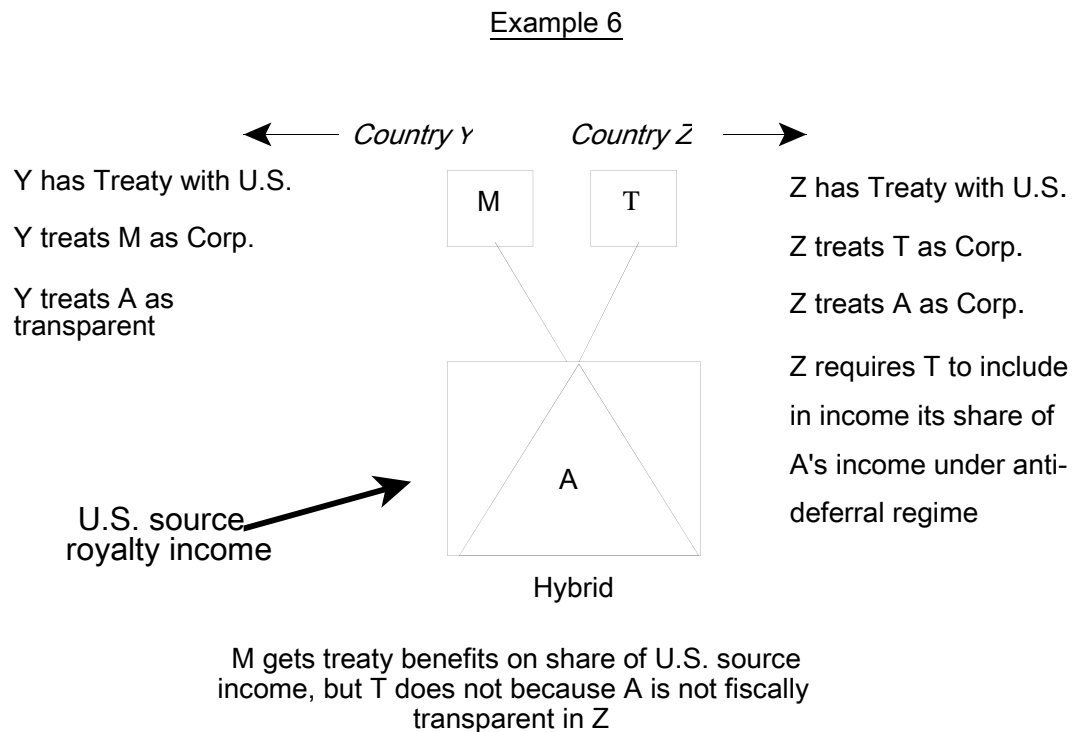 Example 6
Country Y
Country Z
Y has Treaty with U.S.
Y treats M as Corp.
Y treats A as
transparent
M
T
Z has Treaty with U.S.
Z treats T as Corp.
Z treats A as Corp.
Z requires T to include
in income its share of
A's income under anti-
deferral regime
A
U.S. source
royalty income
Hybrid
M gets treaty benefits on share of U.S. source
income, but T does not because A is not fiscally
transparent in Z